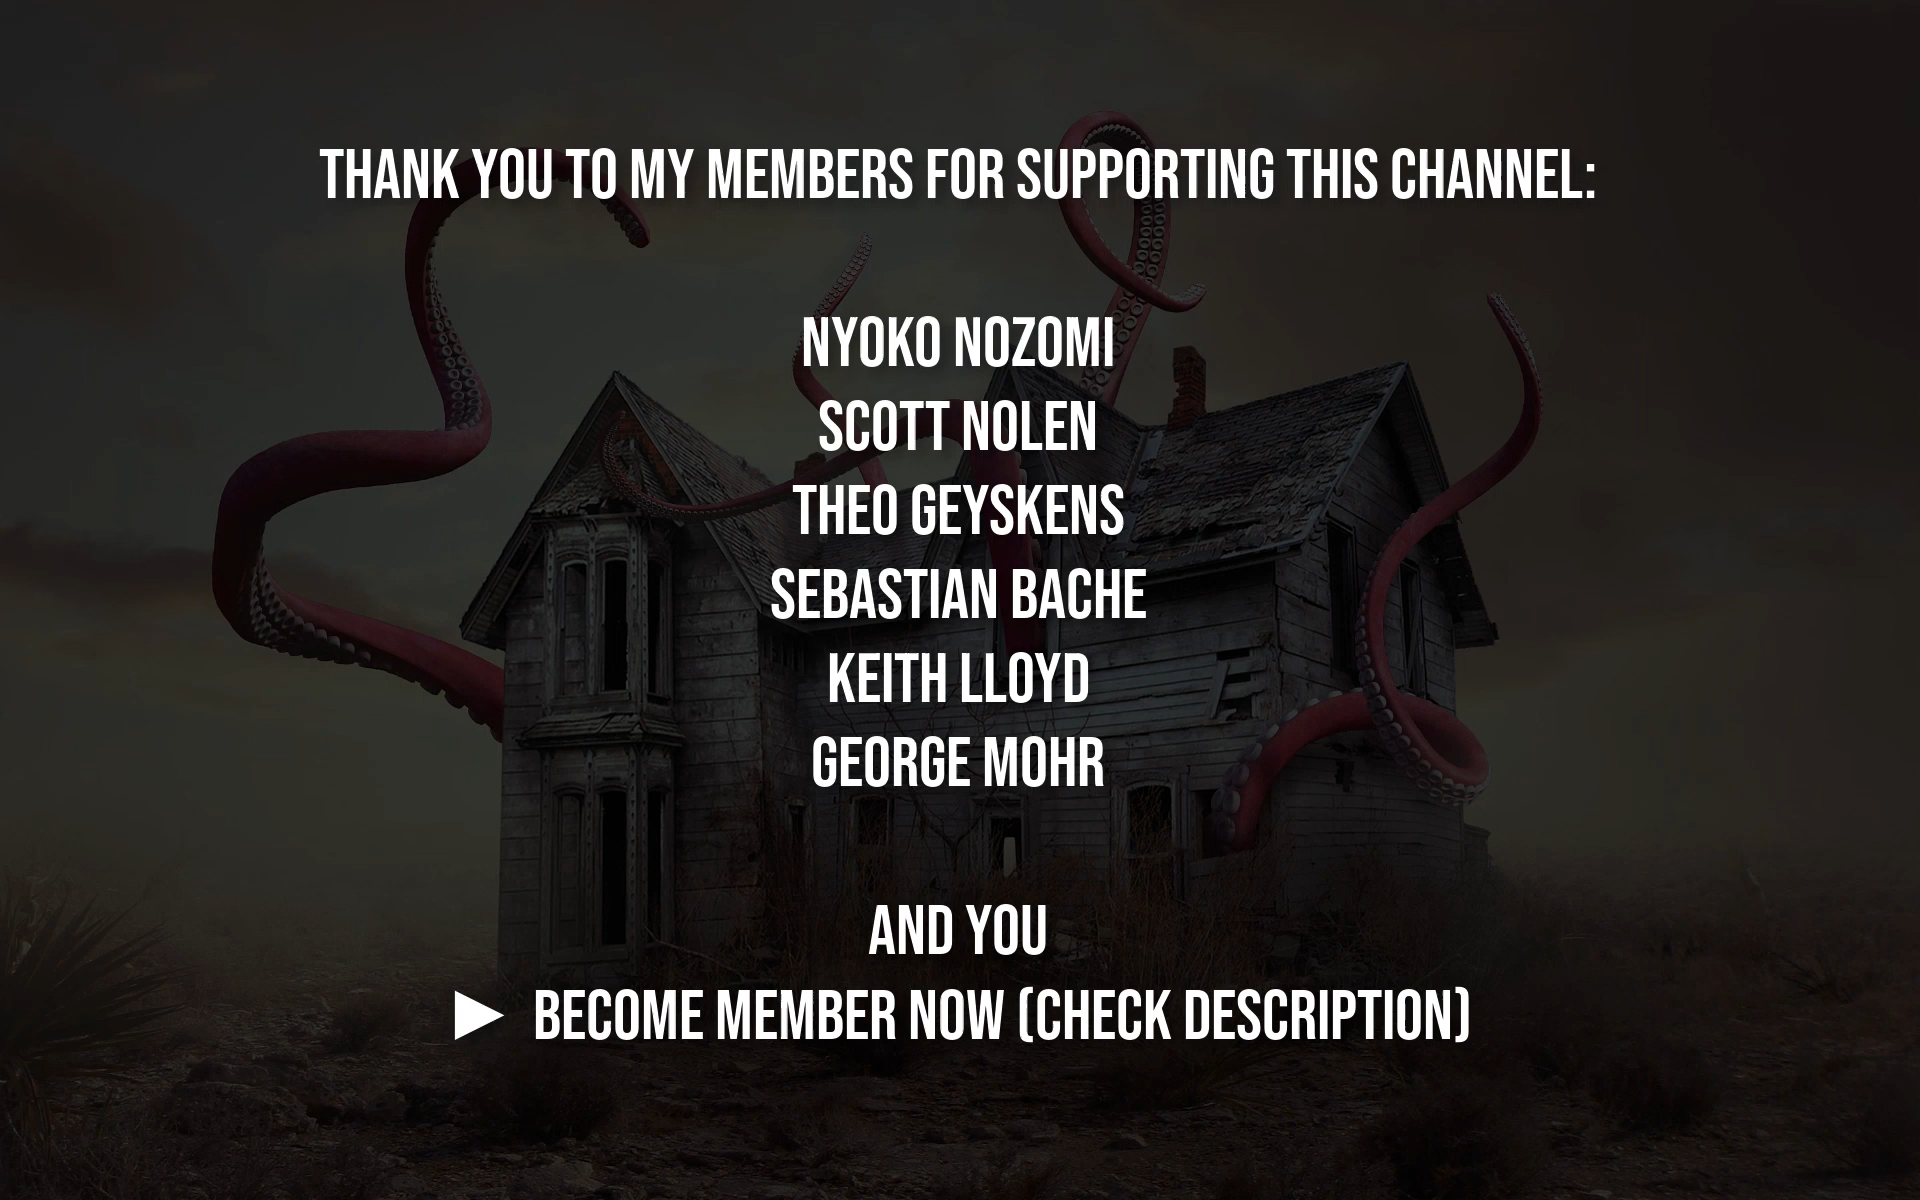 THANK YOU TO MY MEMBERS FOR SUPPORTING THIS CHANNEL:
NYOKO NOZOMI
SCOTT NOLEN
THEO GEYSKENS
SEBASTIAN BACHE
KEITH LLOYD
GEORGE MOHR
AND YOU
► BECOME MEMBER NOW (CHECK DESCRIPTION)